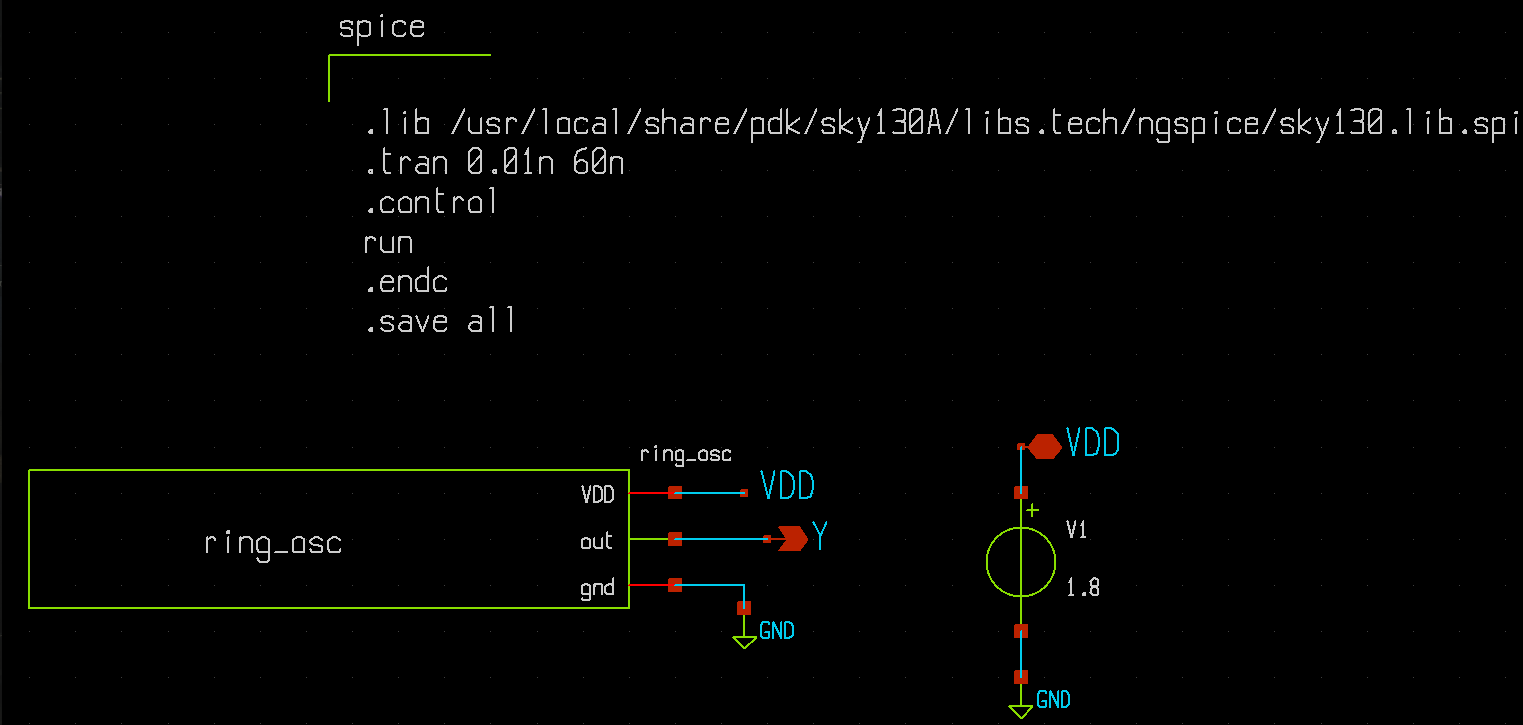 spice
.lib /usr/local/share/pdk/sky130A/libs.tech/ngspice/sky130.lib.spi
.tran 0.01n 60n
.control
run
.endc
.save all
ring_osc
VDD
VDD
out
Y
gnd
GND
ring_osc
VDD
+
V1
1.8
GND